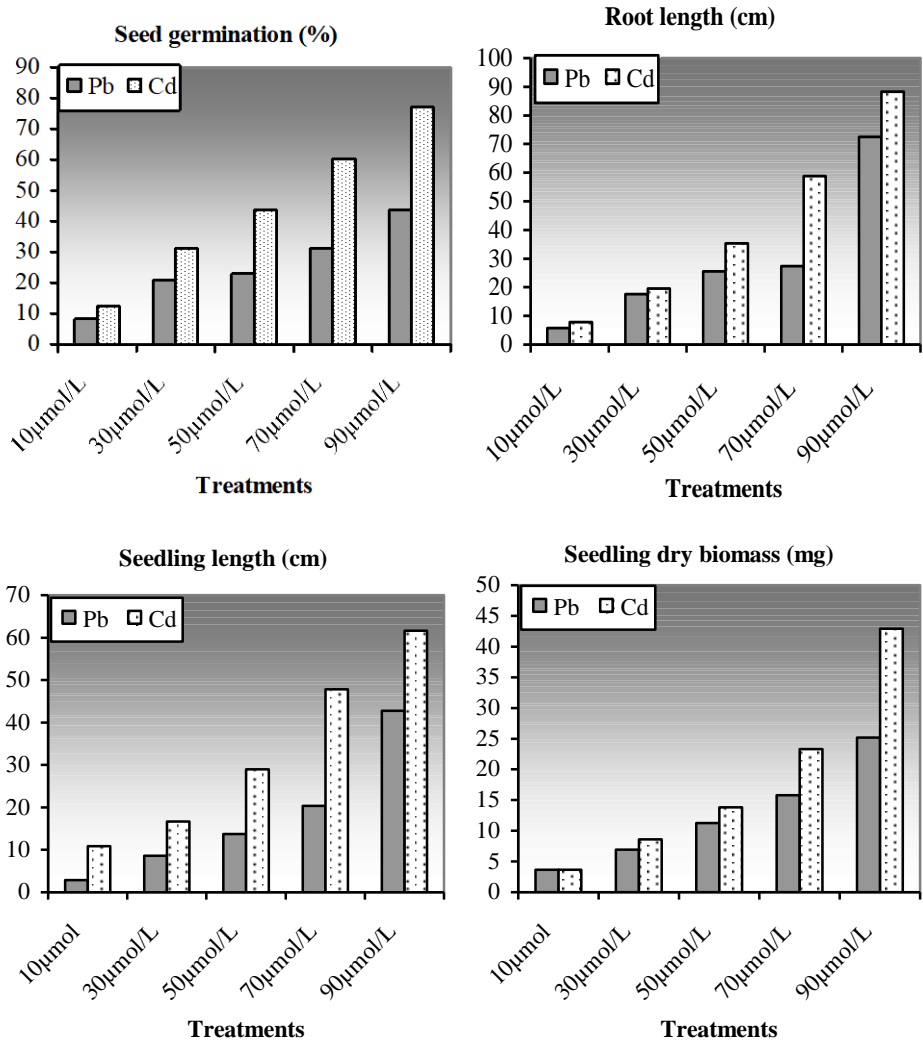 Seed germination (%)
Pb Cd
90
80
70
60
50
40
30
20
10
0
10µmol/L
30µmol/L
50µmol/L
70µmol/L
90µmol/L
Treatments
Root length (cm)
Pb Cd
100
90
80
70
60
50
40
30
20
10
0
10µmol/L
30µmol/L
50µmol/L
70µmol/L
90µmol/L
Treatments
Seedling length (cm)
Pb Cd
70
60
50
40
30
20
10
0
10µmol
30µmol/L
50µmol/L
70µmol/L
90µmol/L
Treatments
Seedling dry biomass (mg)
Pb Cd
50
45
40
35
30
25
20
15
10
5
0
10µmol
30µmol/L
50µmol/L
70µmol/L
90µmol/L
Treatments